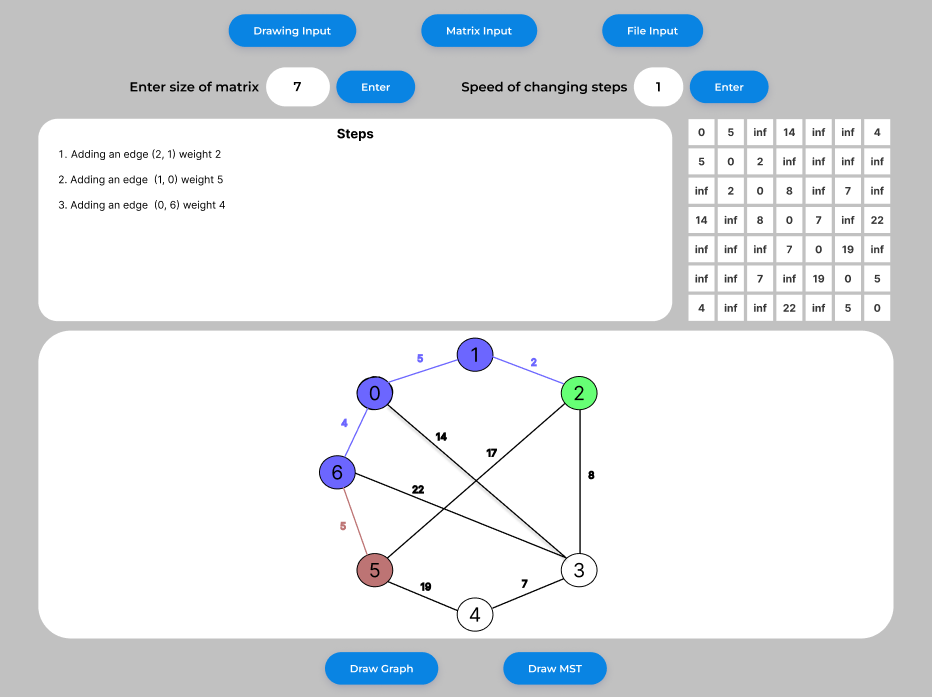 Drawing Input Matrix Input File Input
Enter size of matrix 7 Enter Speed of changing steps 1 Enter
Steps
1. Adding an edge (2, 1) weight 2
2. Adding an edge (1, 0) weight 5
3. Adding an edge (0, 6) weight 4
0 5 inf 14 inf inf 4
5 0 2 inf inf inf inf
inf 2 0 8 inf 7 inf
14 inf 8 0 7 inf 22
inf inf inf 7 0 19 inf
inf inf 7 inf 19 0 5
4 inf inf 22 inf 5 0
1
5 2
0 2
4 14
17
6 22 8
5
5 3
19 7
4
Draw Graph Draw MST